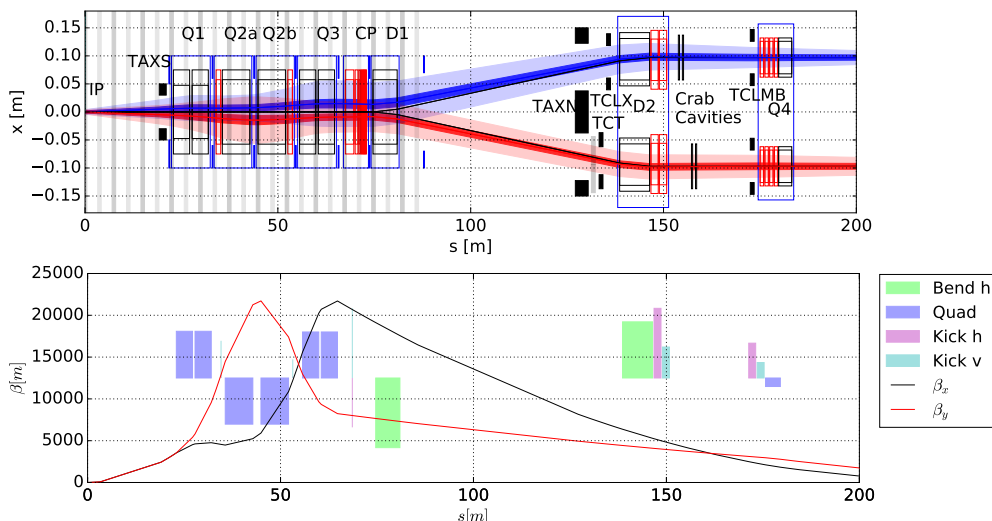 Q1 Q2a Q2b Q3 CP D1
TAXS
IP
TAXN
TCLX
D2
TCT
Crab
Cavities
TCLMB
Q4
0.15
0.10
0.05
0.00
−0.05
−0.10
−0.15
x [m]
0 50 100 150 200
s [m]
25000
20000
15000
10000
5000
0
β[m]
0 50 100 150 200
s[m]
Bend h
Quad
Kick h
Kick v
βx
βy